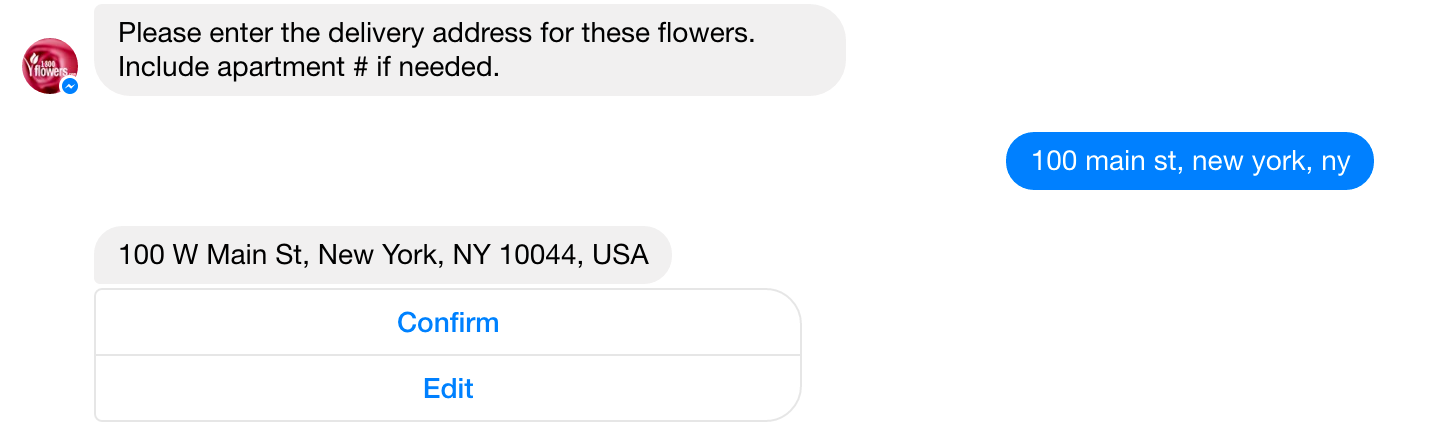 Please enter the delivery address for these flowers.
Include apartment # if needed.
1800
flowers
100 main st, new york, ny
100 W Main St, New York, NY 10044, USA
Confirm
Edit